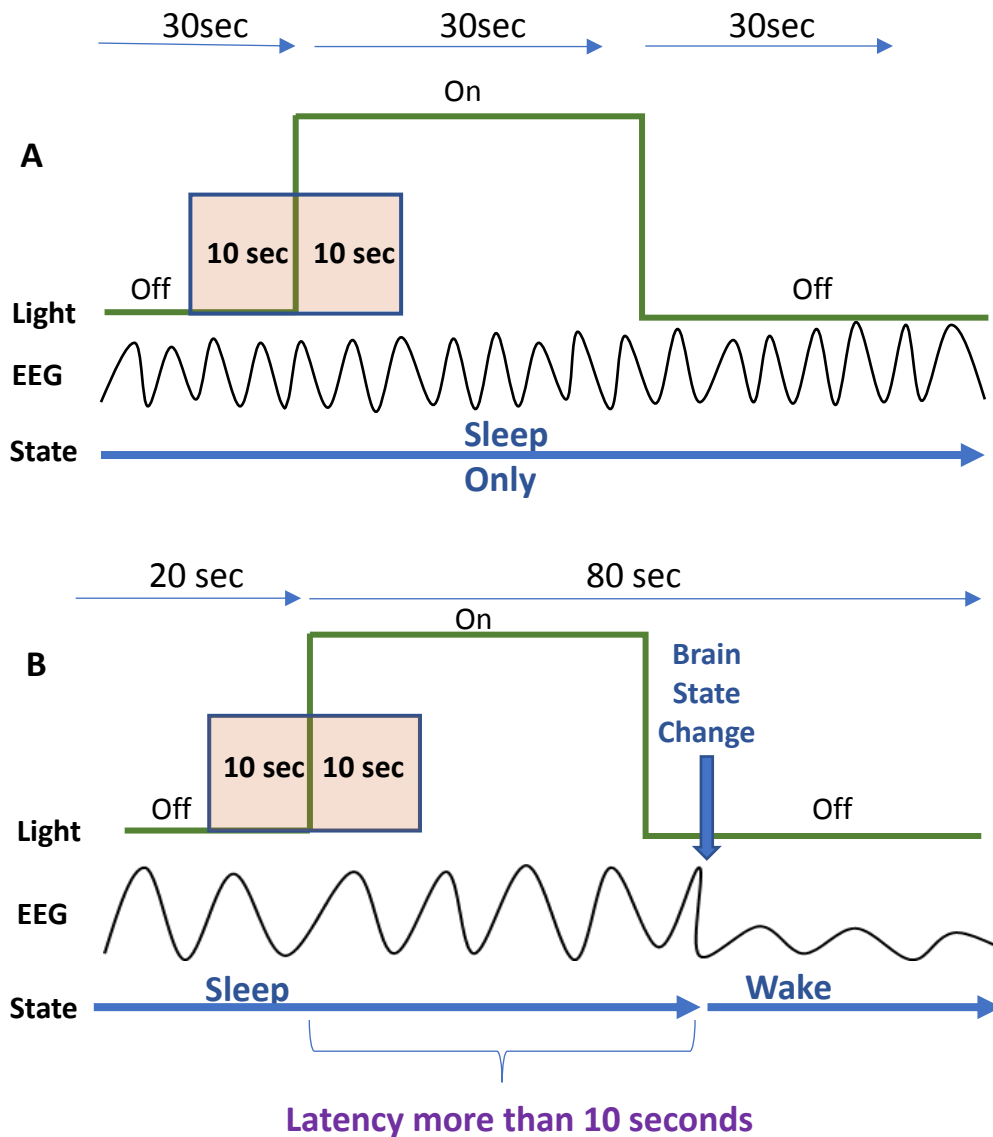 30sec 30sec 30sec
On
A
10 sec 10 sec
Off Off
Light
EEG
Sleep
State
Only
20 sec 80 sec
On
B
Brain
State
Change
10 sec 10 sec
Off Off
Light
EEG
Sleep Wake
State
Latency more than 10 seconds